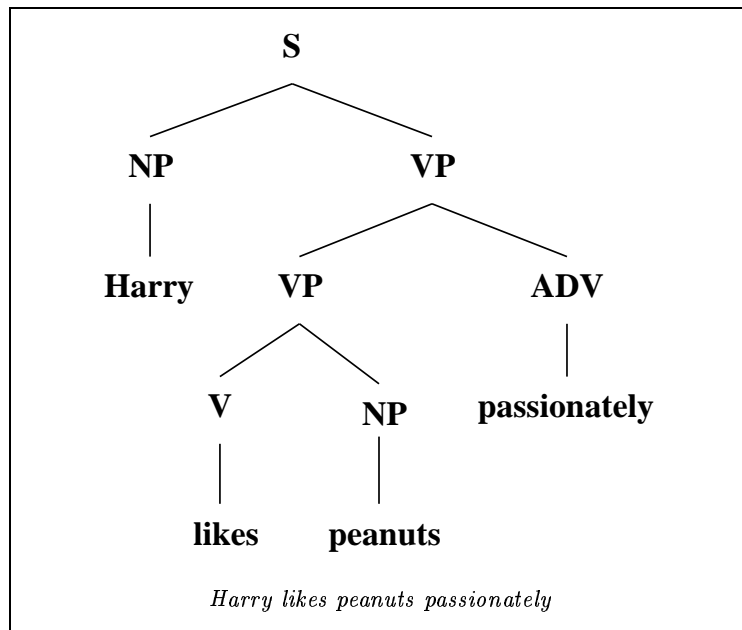 S
NP VP
Harry VP ADV
V NP passionately
likes peanuts
Harry likes peanuts passionately